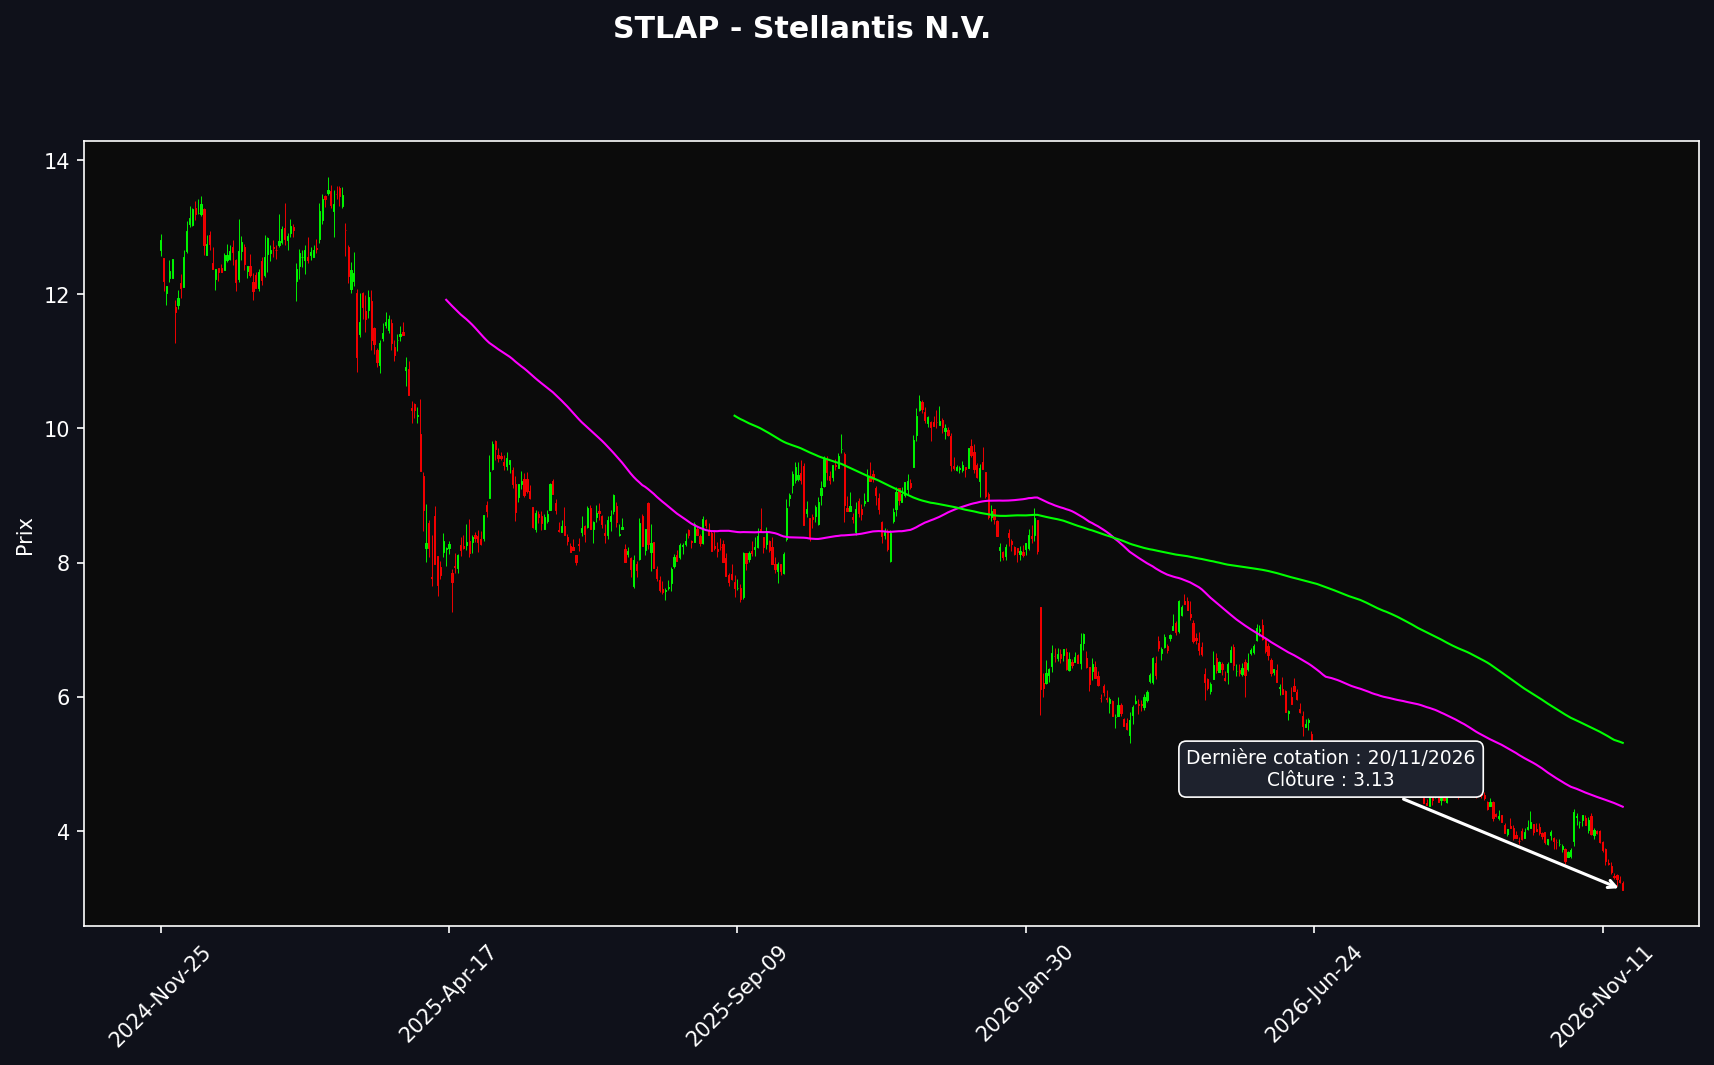 STLAP - Stellantis N.V.
14
12
10
8
6
4
Prix
Dernière cotation : 20/11/2026
Clôture : 3.13
2024-Nov-25
2025-Apr-17
2025-Sep-09
2026-Jan-30
2026-Jun-24
2026-Nov-11